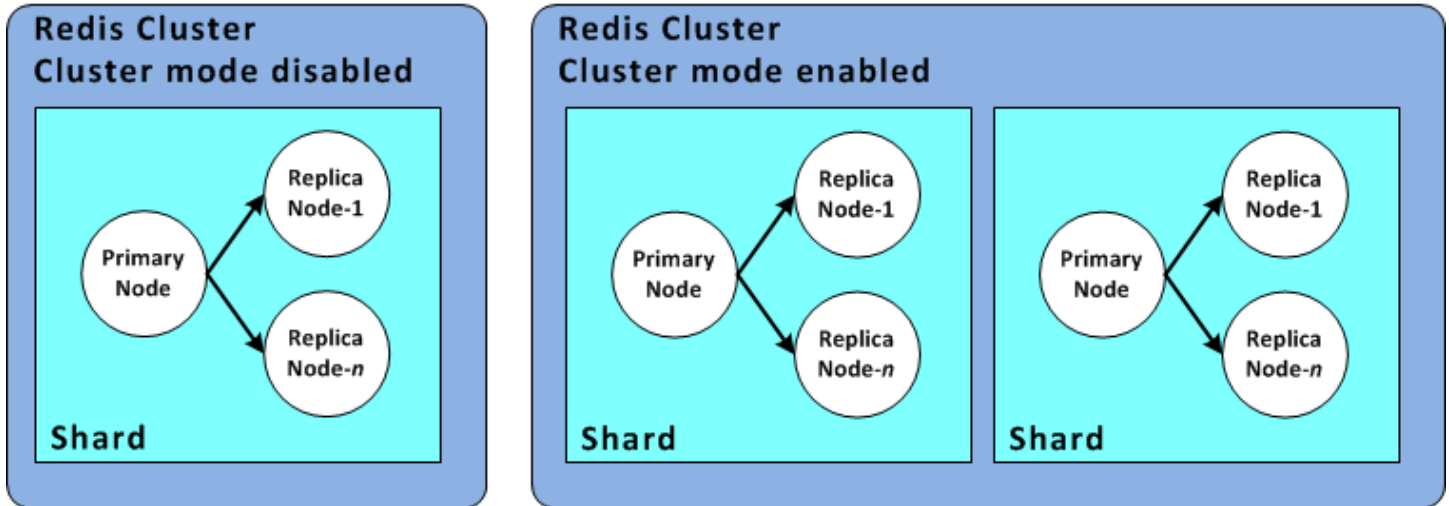 Redis Cluster
Cluster mode disabled
Replica
Node-1
Primary
Node
Replica
Node-n
Shard
Redis Cluster
Cluster mode enabled
Replica
Node-1
Primary
Node
Replica
Node-n
Shard
Replica
Node-1
Primary
Node
Replica
Node-n
Shard